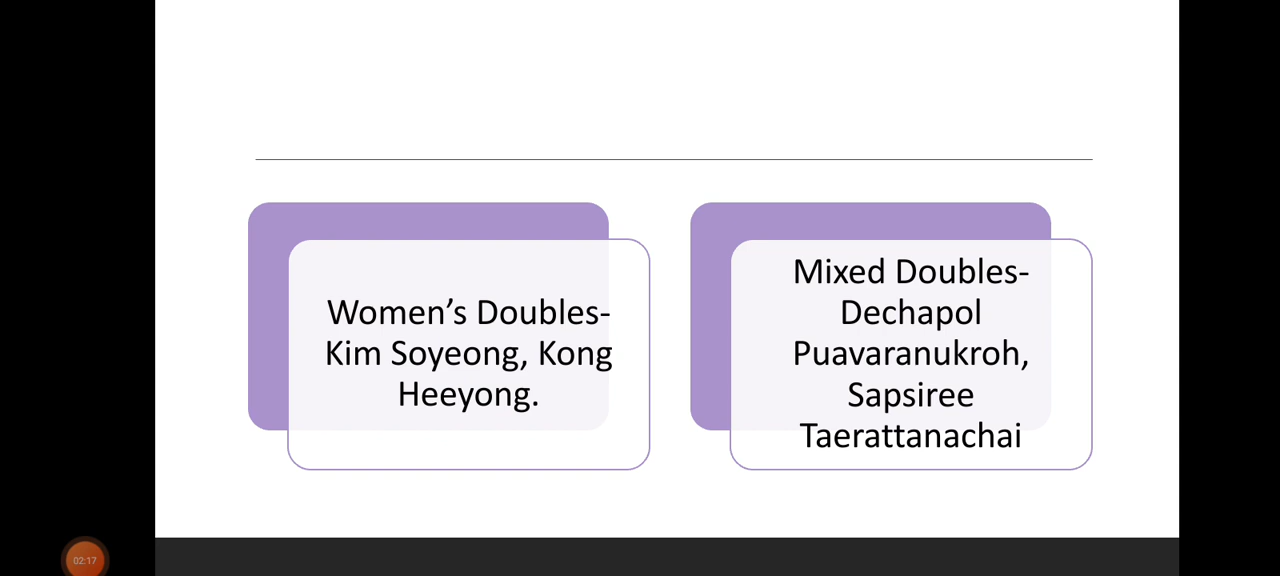 Women’s Doubles-
Kim Soyeong, Kong
Heeyong.
Mixed Doubles-
Dechapol
Puavaranukroh,
Sapsiree
Taerattanachai
02:17